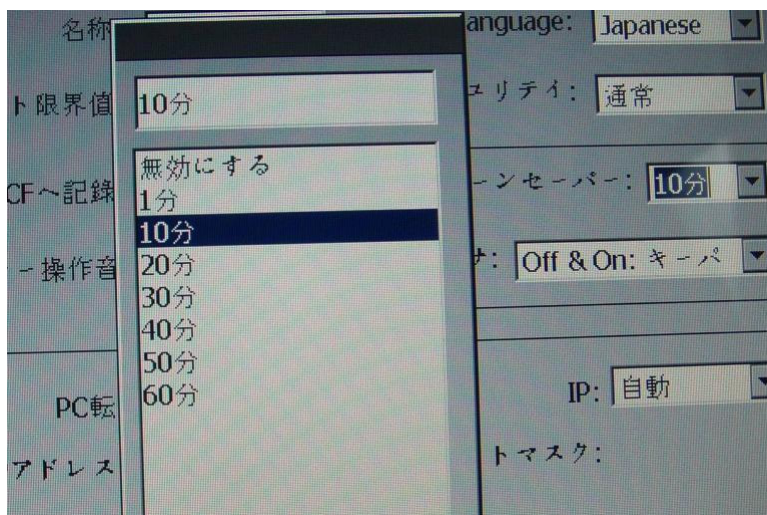 名称
anguage: Japanese
ト限界値
10分
ュリテイ: 通常
無効にする
CFへ記録
1分
ーンセーバー: 10分
10分
ー操作音
20分
サ: Off & On: キーパ
30分
40分
50分
60分
PC転
IP: 自動
アドレス
トマスク: